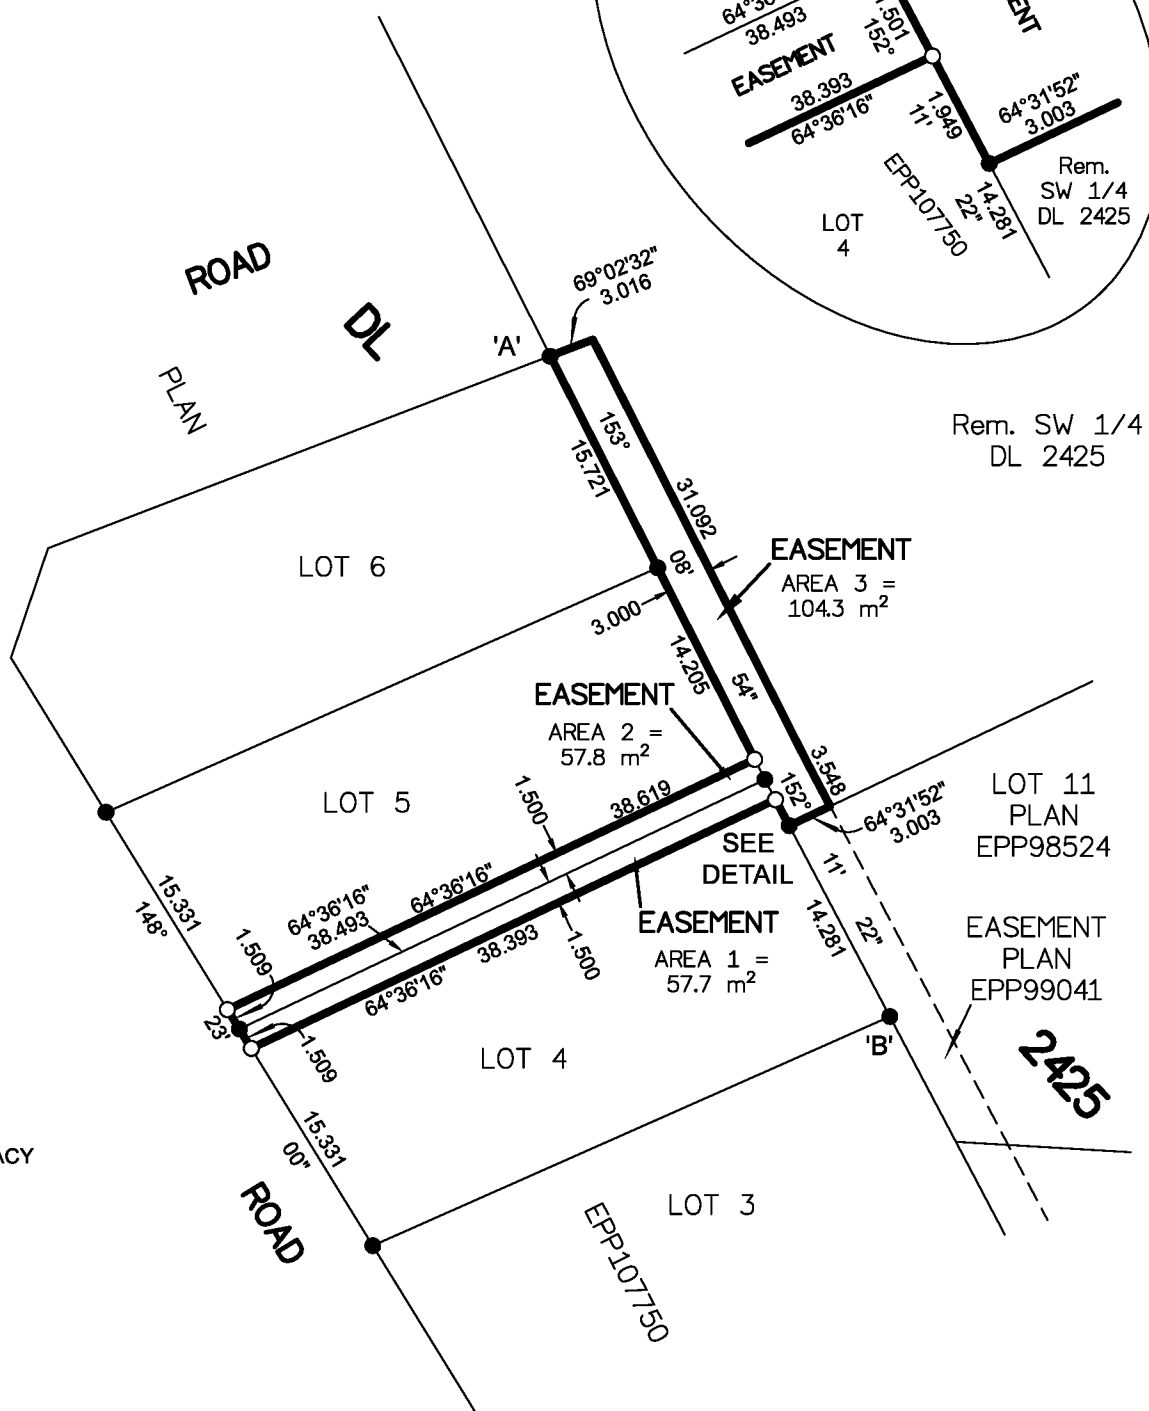 38.493
EASEMENT
38.393
64°36'16"
152°
1.949
11'
64°31'52"
3.003
Rem.
SW 1/4
DL 2425
14.281
22"
EPP107750
LOT
4
ROAD
DL
PLAN
69°02'32"
3.016
'A'
153°
15.721
31.092
Rem. SW 1/4
DL 2425
LOT 6
08'
3.000
EASEMENT
AREA 3 =
104.3 m²
14.205
54"
EASEMENT
AREA 2 =
57.8 m²
LOT 5
1.500
38.619
152°
3.548
64°31'52"
3.003
SEE
DETAIL
LOT 11
PLAN
EPP98524
15.331
148°
64°36'16"
38.493
64°36'16"
38.393
64°36'16"
1.500
EASEMENT
AREA 1 =
57.7 m²
11'
14.281
22"
EASEMENT
PLAN
EPP99041
1.509
23'
1.509
LOT 4
'B'
2425
15.331
00"
ACY
ROAD
LOT 3
EPP107750